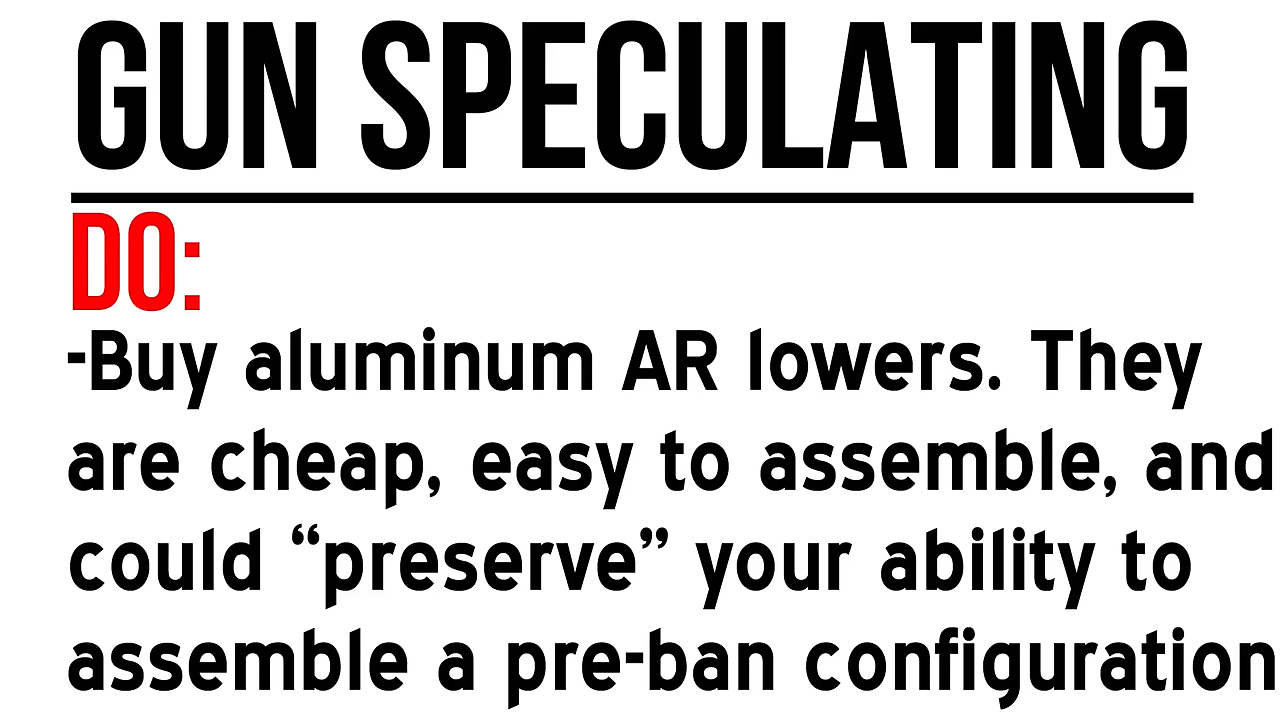 GUN SPECULATING
DO:
-Buy aluminum AR lowers. They
are cheap, easy to assemble, and
could “preserve” your ability to
assemble a pre-ban configuration